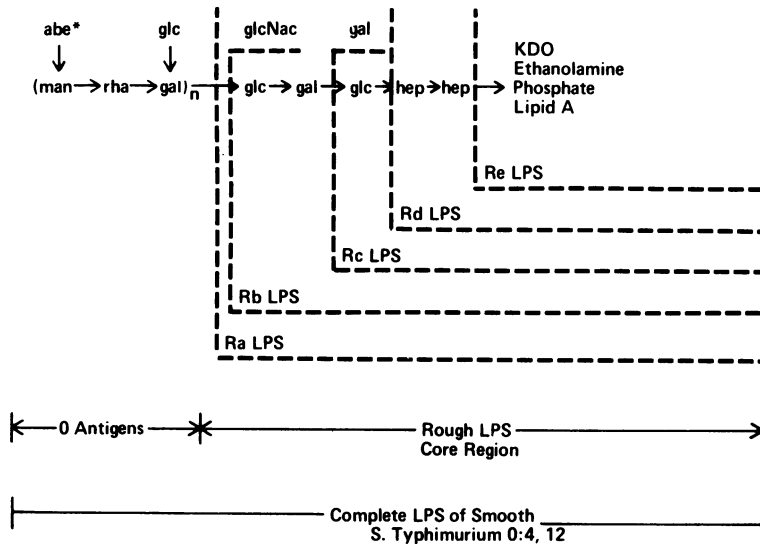 abe* glc glcNac gal
KDO
Ethanolamine
Phosphate
Lipid A
(man → rha → gal)n → glc → gal → glc → hep → hep →
Re LPS
Rd LPS
Rc LPS
Rb LPS
Ra LPS
0 Antigens
Rough LPS
Core Region
Complete LPS of Smooth
S. Typhimurium 0:4, 12